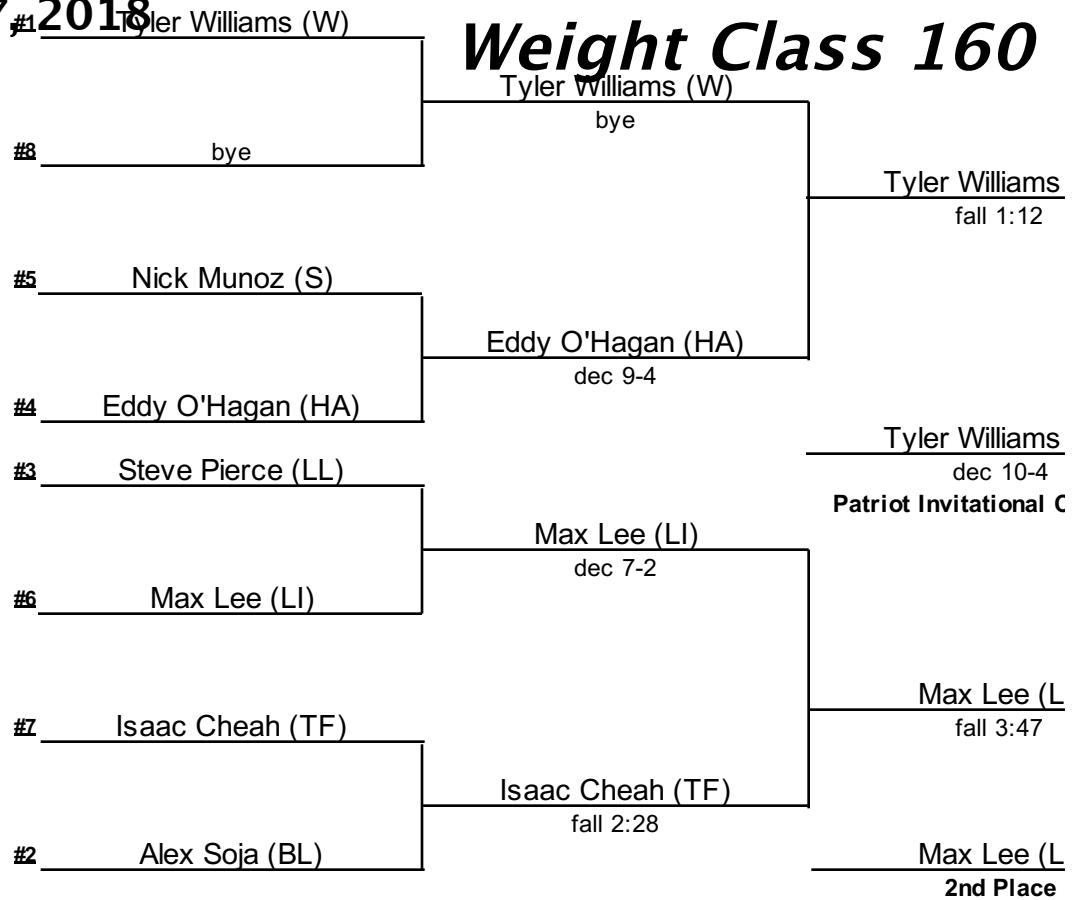 7, 2018
Weight Class 160
#1 Tyler Williams (W)
Tyler Williams (W)
bye
#8 bye
Tyler Williams
fall 1:12
#5 Nick Munoz (S)
Eddy O'Hagan (HA)
dec 9-4
#4 Eddy O'Hagan (HA)
Tyler Williams
dec 10-4
Patriot Invitational
#3 Steve Pierce (LL)
Max Lee (LI)
dec 7-2
#6 Max Lee (LI)
Max Lee (L
fall 3:47
#7 Isaac Cheah (TF)
Isaac Cheah (TF)
fall 2:28
#2 Alex Soja (BL)
Max Lee (L
2nd Place